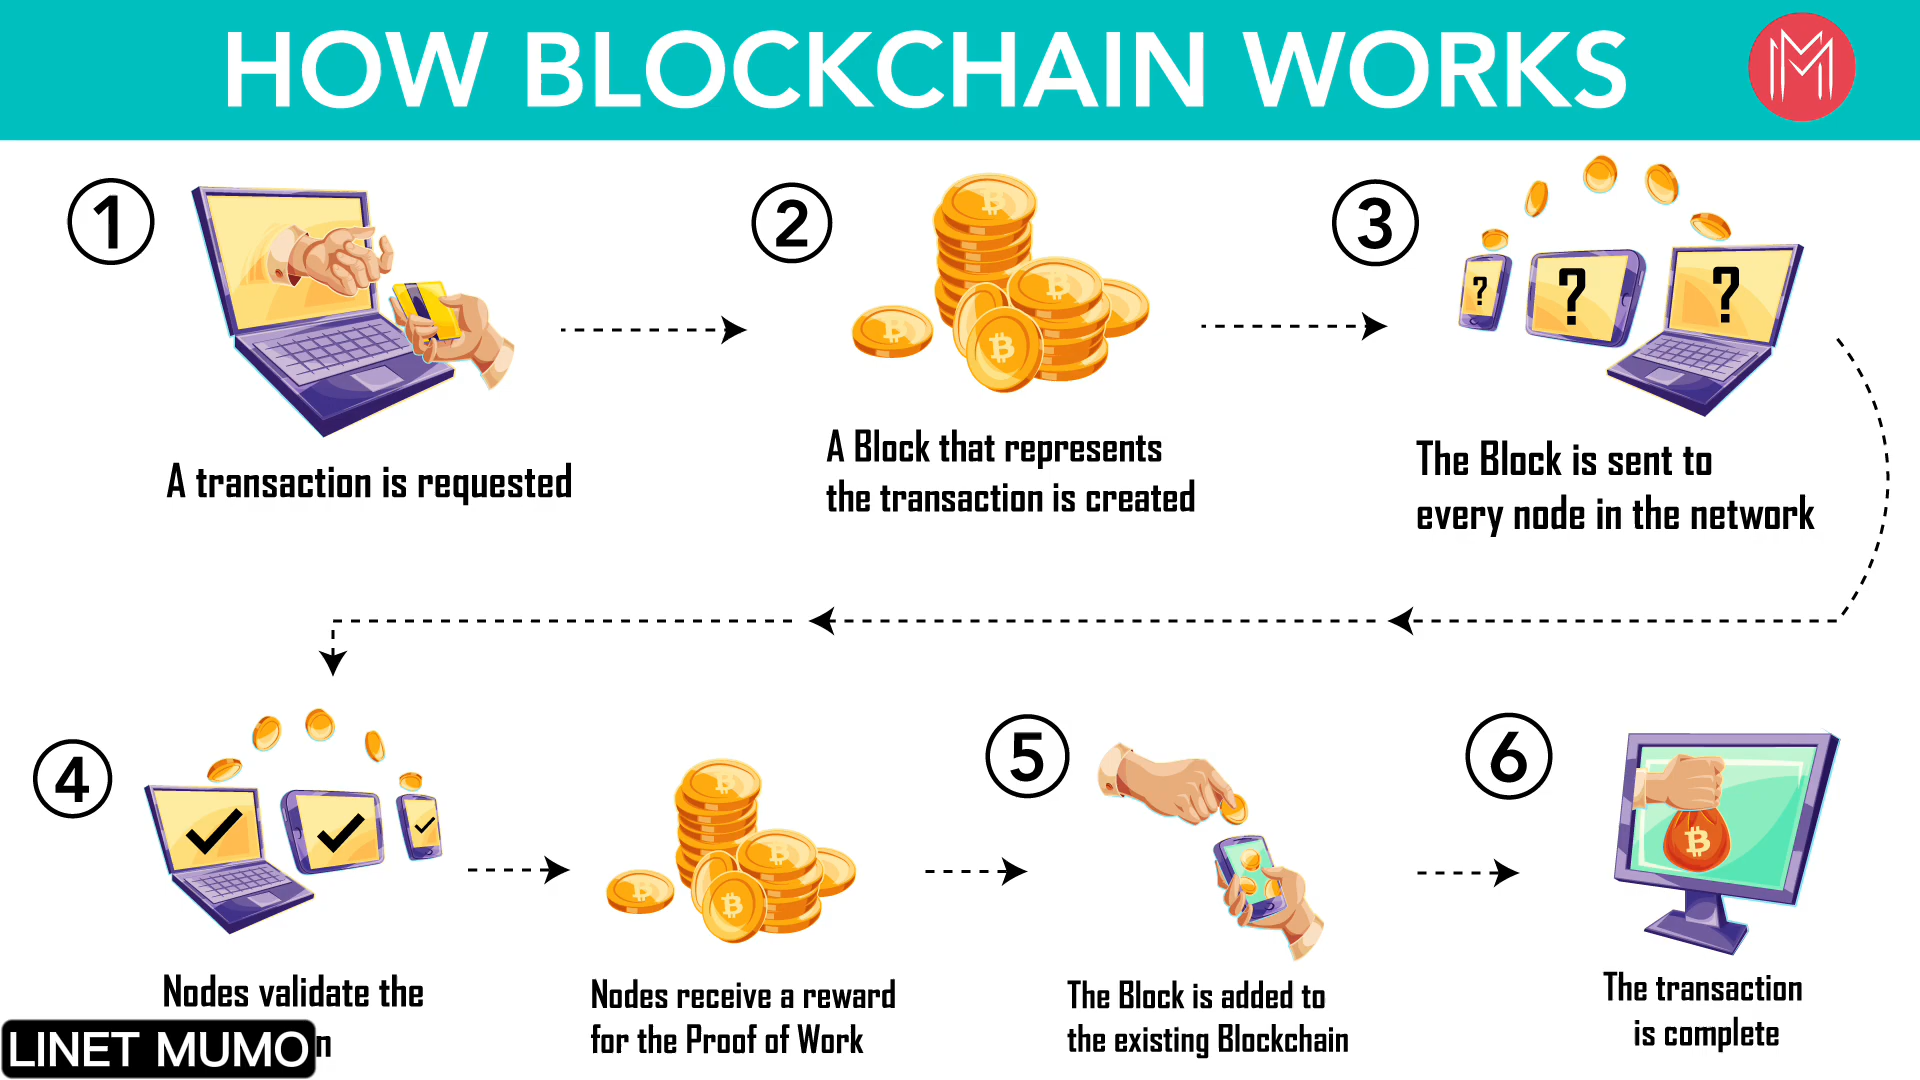 HOW BLOCKCHAIN WORKS
1
2
3
? ? ?
A transaction is requested
A Block that represents
the transaction is created
The Block is sent to
every node in the network
4
5
6
Nodes validate the
n
Nodes receive a reward
for the Proof of Work
The Block is added to
the existing Blockchain
The transaction
is complete
LINET MUMO